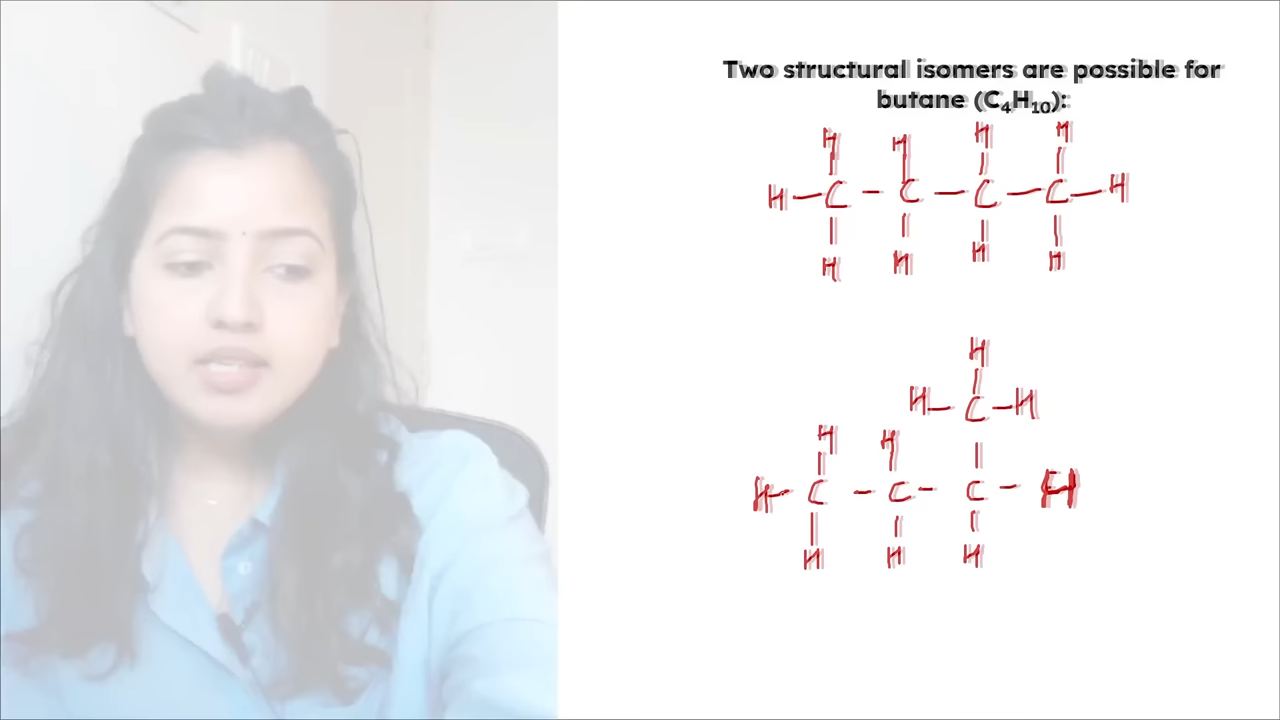 Two structural isomers are possible for
butane (C₄H₁₀):
H H H H
H - C - C - C - C - H
H H H H
H
H - C - H
H H
H - C - C - C - H
H H H